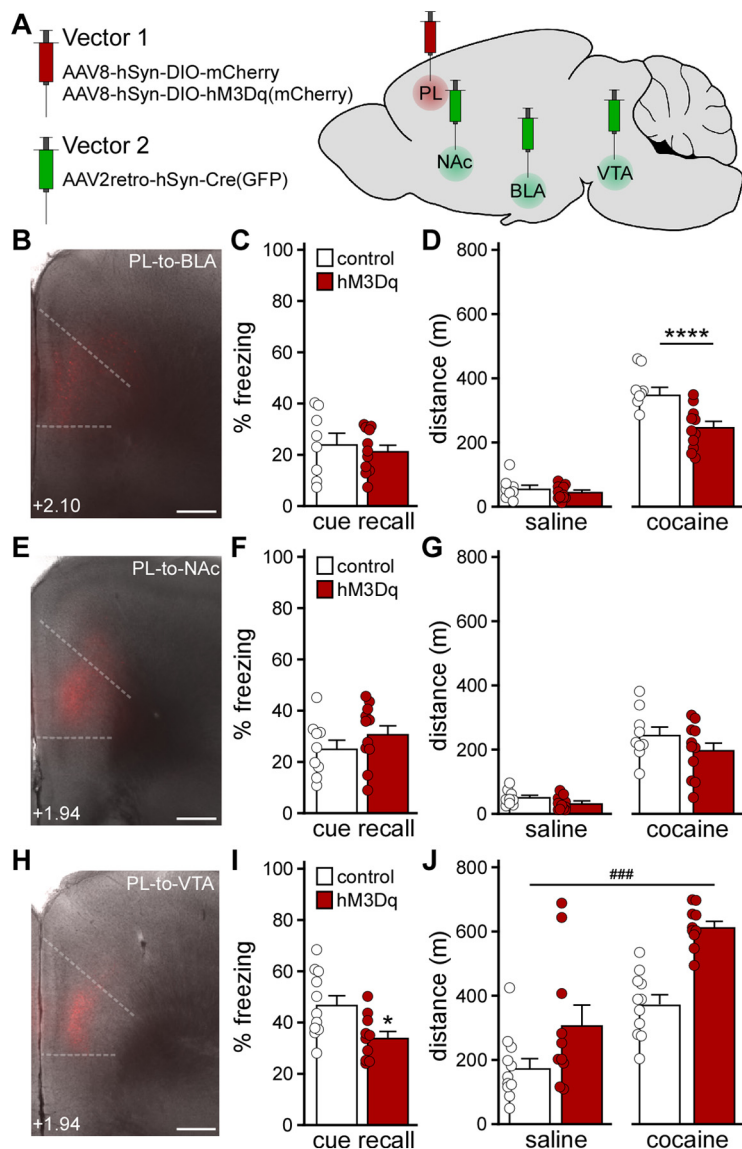 A
Vector 1
AAV8-hSyn-DIO-mCherry
AAV8-hSyn-DIO-hM3Dq(mCherry)
Vector 2
AAV2retro-hSyn-Cre(GFP)
PL
NAc
BLA
VTA
B
PL-to-BLA
+2.10
C
% freezing
100
80
60
40
20
0
control
hM3Dq
cue recall
D
distance (m)
800
600
400
200
0
****
saline
cocaine
E
PL-to-NAc
+1.94
F
% freezing
100
80
60
40
20
0
control
hM3Dq
cue recall
G
distance (m)
800
600
400
200
0
saline
cocaine
H
PL-to-VTA
+1.94
I
% freezing
100
80
60
40
20
0
control
hM3Dq
*
cue recall
J
distance (m)
800
600
400
200
0
###
saline
cocaine